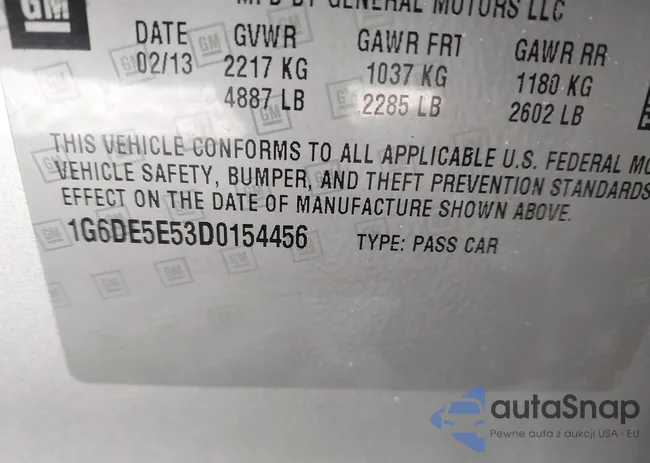 GM
MFD BY GENERAL MOTORS LLC
DATE GVWR GAWR FRT GAWR RR
02/13 2217 KG 1037 KG 1180 KG
4887 LB 2285 LB 2602 LB
THIS VEHICLE CONFORMS TO ALL APPLICABLE U.S. FEDERAL MO
VEHICLE SAFETY, BUMPER, AND THEFT PREVENTION STANDARDS
EFFECT ON THE DATE OF MANUFACTURE SHOWN ABOVE.
1G6DE5E53D0154456 TYPE: PASS CAR
autaSnap
Pewne auta z aukcji USA i EU